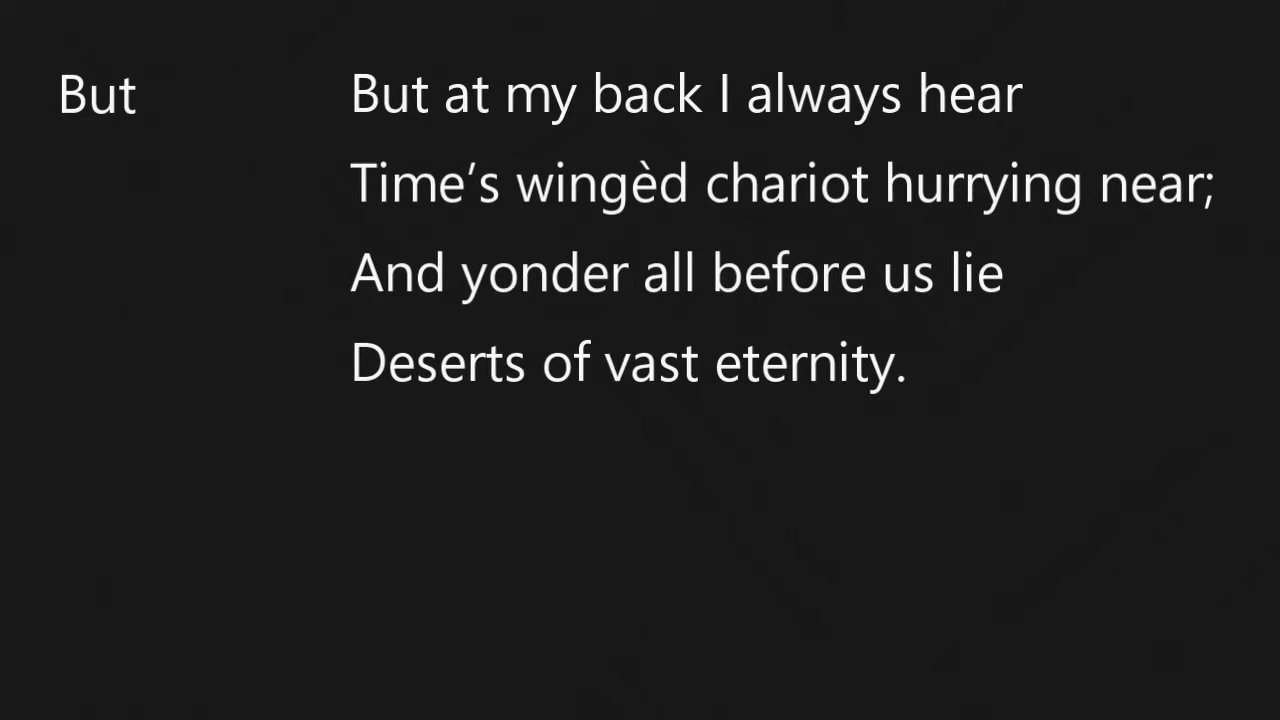 But
But at my back I always hear
Time’s wingèd chariot hurrying near;
And yonder all before us lie
Deserts of vast eternity.